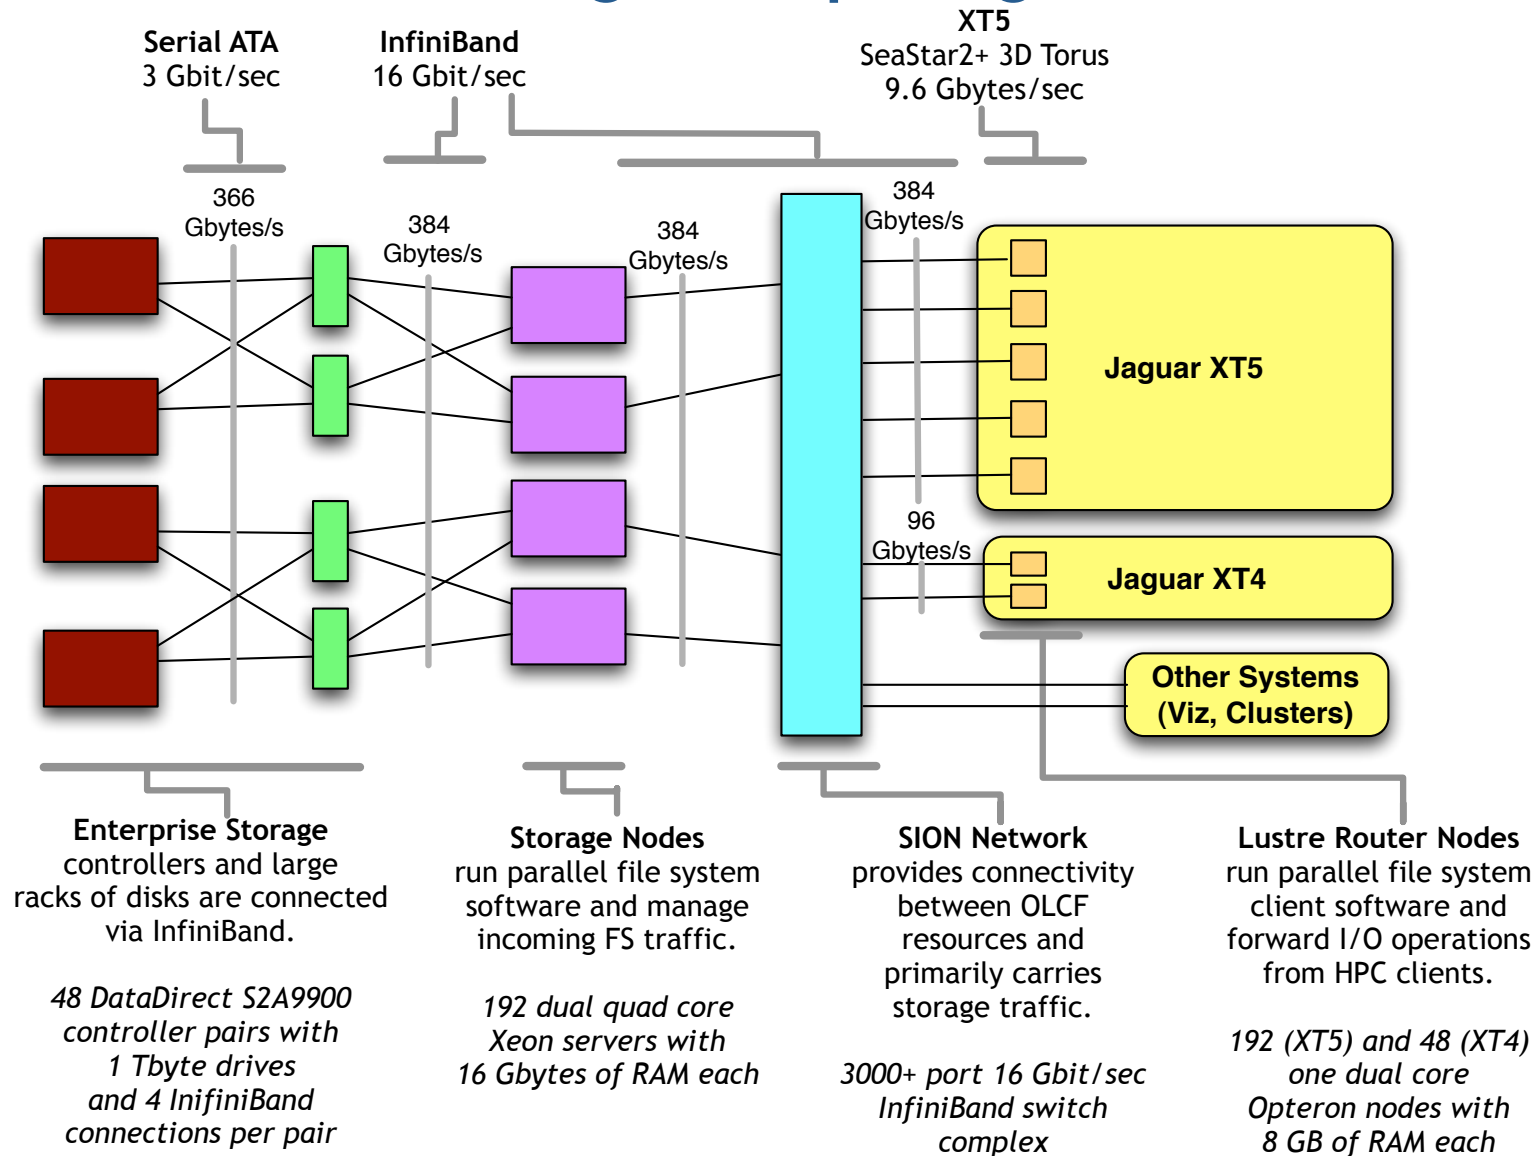 Serial ATA
3 Gbit/sec
InfiniBand
16 Gbit/sec
XT5
SeaStar2+ 3D Torus
9.6 Gbytes/sec
366
Gbytes/s
384
Gbytes/s
384
Gbytes/s
384
Gbytes/s
96
Gbytes/s
Jaguar XT5
Jaguar XT4
Other Systems
(Viz, Clusters)
Enterprise Storage
controllers and large
racks of disks are connected
via InfiniBand.
48 DataDirect S2A9900
controller pairs with
1 Tbyte drives
and 4 InifiniBand
connections per pair
Storage Nodes
run parallel file system
software and manage
incoming FS traffic.
192 dual quad core
Xeon servers with
16 Gbytes of RAM each
SION Network
provides connectivity
between OLCF
resources and
primarily carries
storage traffic.
3000+ port 16 Gbit/sec
InfiniBand switch
complex
Lustre Router Nodes
run parallel file system
client software and
forward I/O operations
from HPC clients.
192 (XT5) and 48 (XT4)
one dual core
Opteron nodes with
8 GB of RAM each